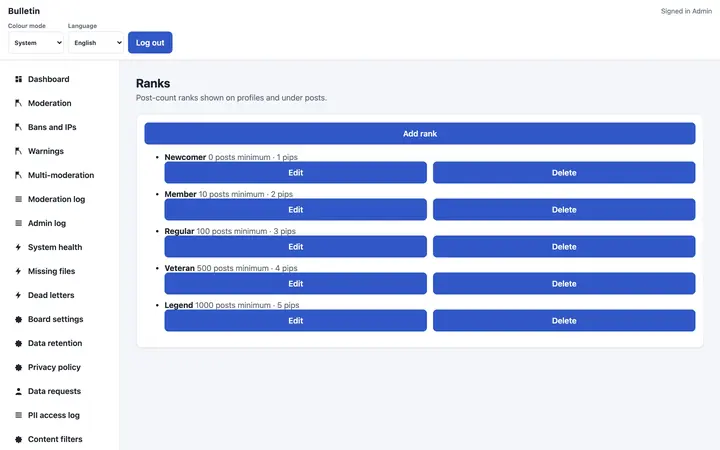 Bulletin
Signed in Admin
Colour mode
Language
System
English
Log out
Dashboard
Moderation
Bans and IPs
Warnings
Multi-moderation
Moderation log
Admin log
System health
Missing files
Dead letters
Board settings
Data retention
Privacy policy
Data requests
PII access log
Content filters
Ranks
Post-count ranks shown on profiles and under posts.
Add rank
Newcomer 0 posts minimum · 1 pips
Edit
Delete
Member 10 posts minimum · 2 pips
Edit
Delete
Regular 100 posts minimum · 3 pips
Edit
Delete
Veteran 500 posts minimum · 4 pips
Edit
Delete
Legend 1000 posts minimum · 5 pips
Edit
Delete